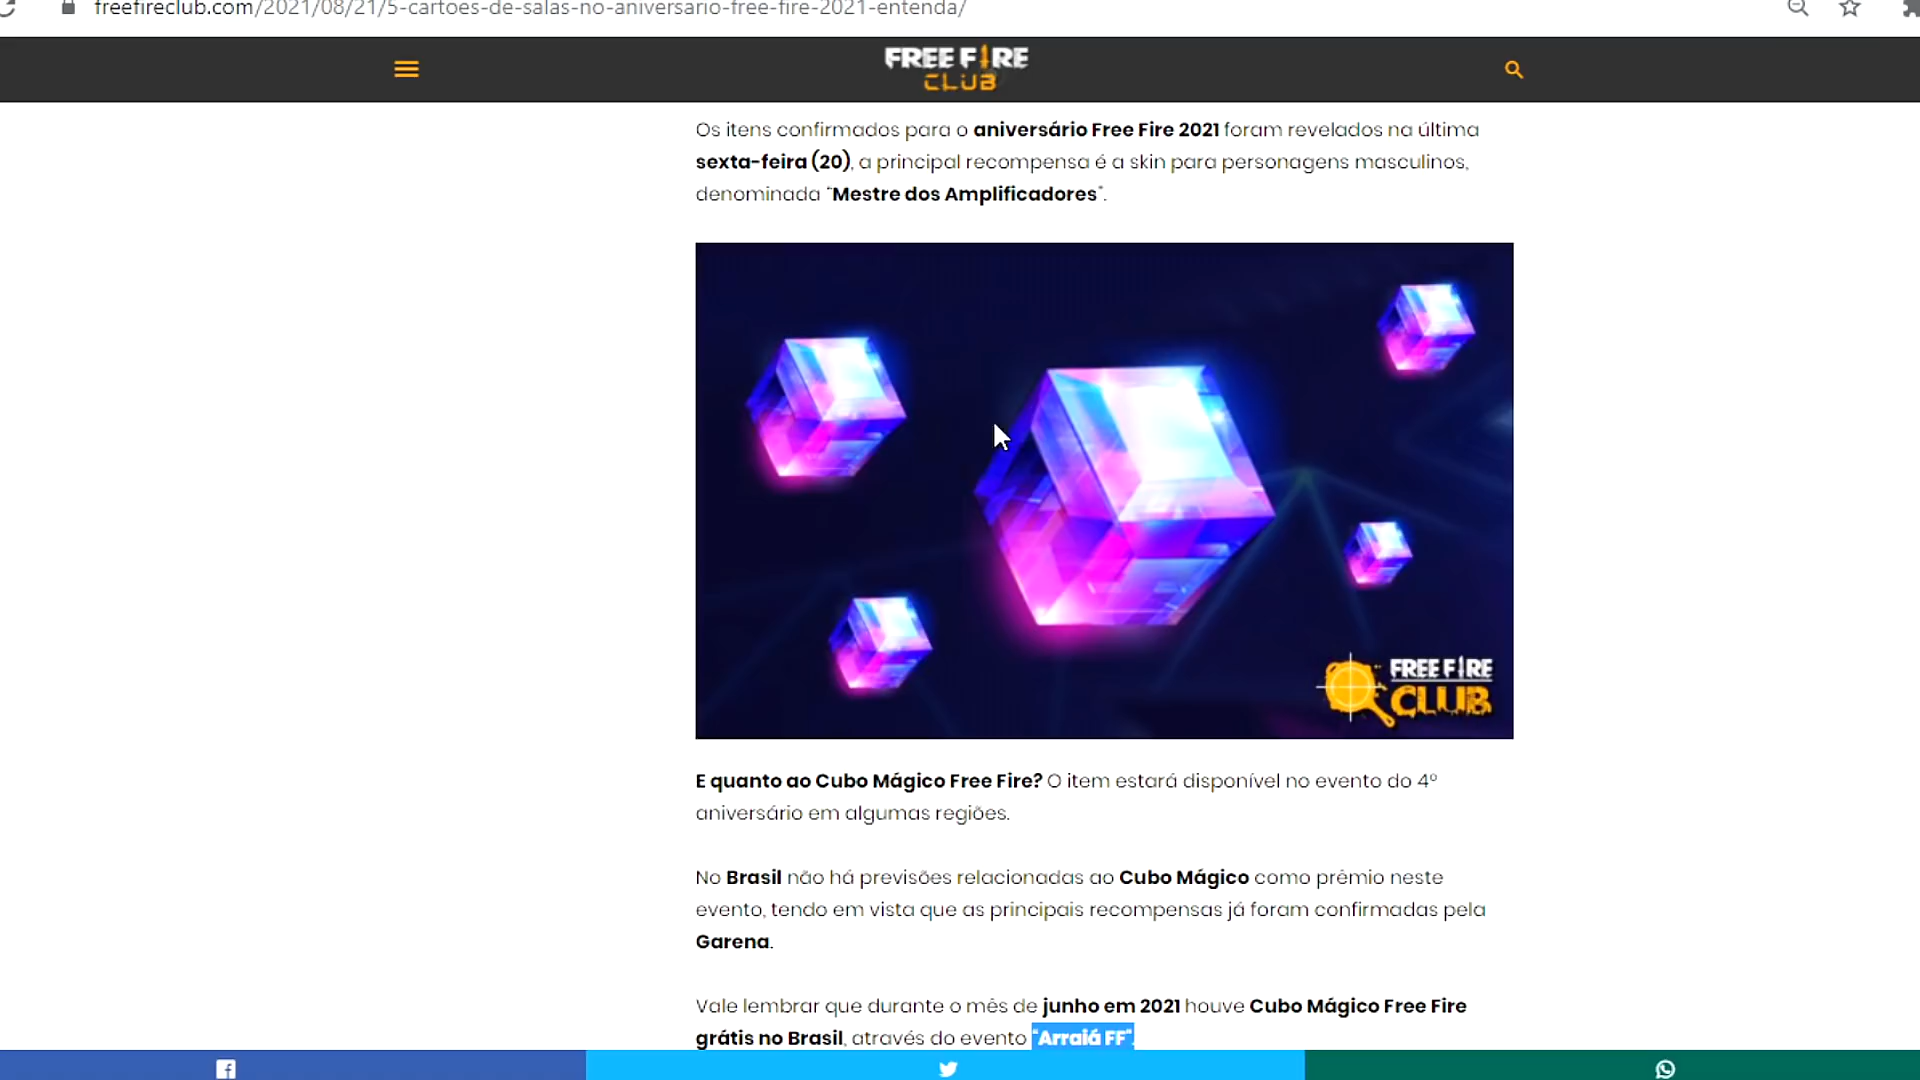 freefireclub.com/2021/08/21/5-cartoes-de-salas-no-aniversario-free-fire-2021-entenda/
FREE FIRE
CLUB
Os itens confirmados para o aniversário Free Fire 2021 foram revelados na última
sexta-feira (20), a principal recompensa é a skin para personagens masculinos,
denominada “Mestre dos Amplificadores”.
FREE FIRE
CLUB
E quanto ao Cubo Mágico Free Fire? O item estará disponível no evento do 4º
aniversário em algumas regiões.
No Brasil não há previsões relacionadas ao Cubo Mágico como prêmio neste
evento, tendo em vista que as principais recompensas já foram confirmadas pela
Garena.
Vale lembrar que durante o mês de junho em 2021 houve Cubo Mágico Free Fire
grátis no Brasil, através do evento “Arraiá FF”.